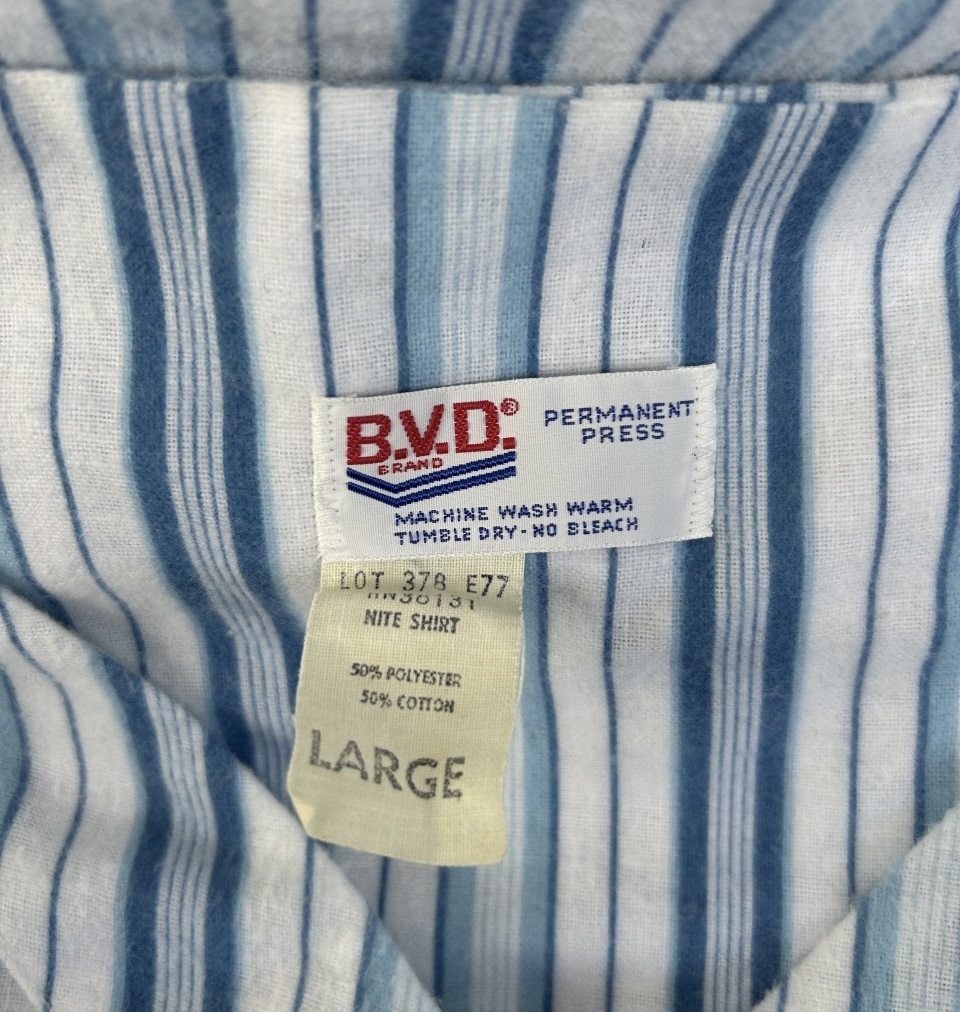 B.V.D.®
BRAND
PERMANENT
PRESS
MACHINE WASH WARM
TUMBLE DRY - NO BLEACH
LOT 378 E77
RN36131
NITE SHIRT
50% POLYESTER
50% COTTON
LARGE